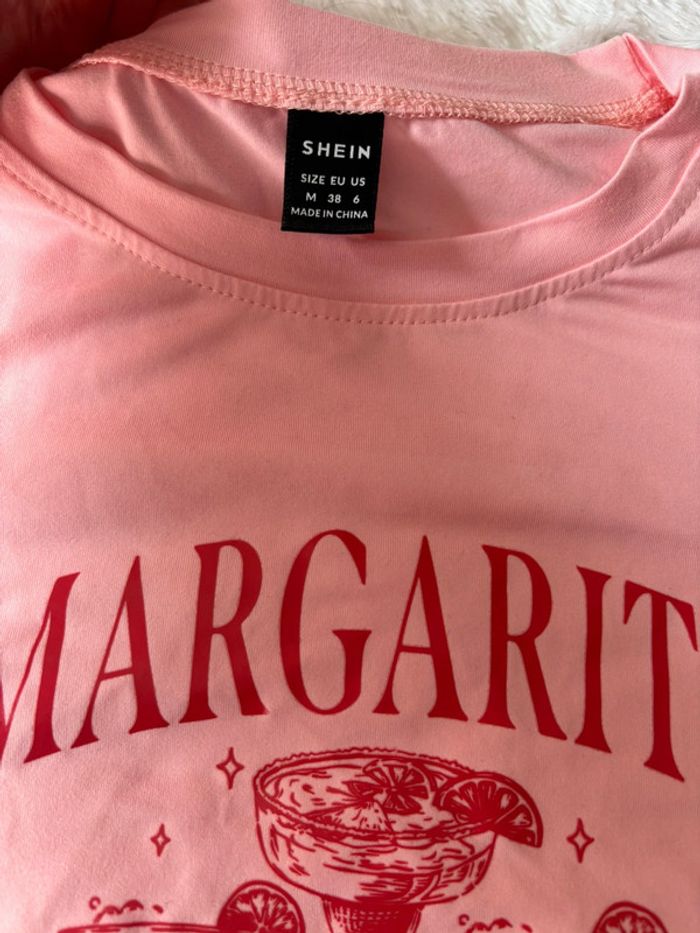 SHEIN
SIZE EU US
M 38 6
MADE IN CHINA
MARGARIT